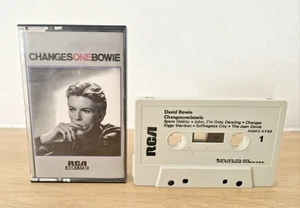 CHANGESONEBOWIE
RCA
David Bowie
Changesonebowie
Space Oddity • John, I'm Only Dancing • Changes
Ziggy Stardust • Suffragette City • The Jean Genie
RCA
1